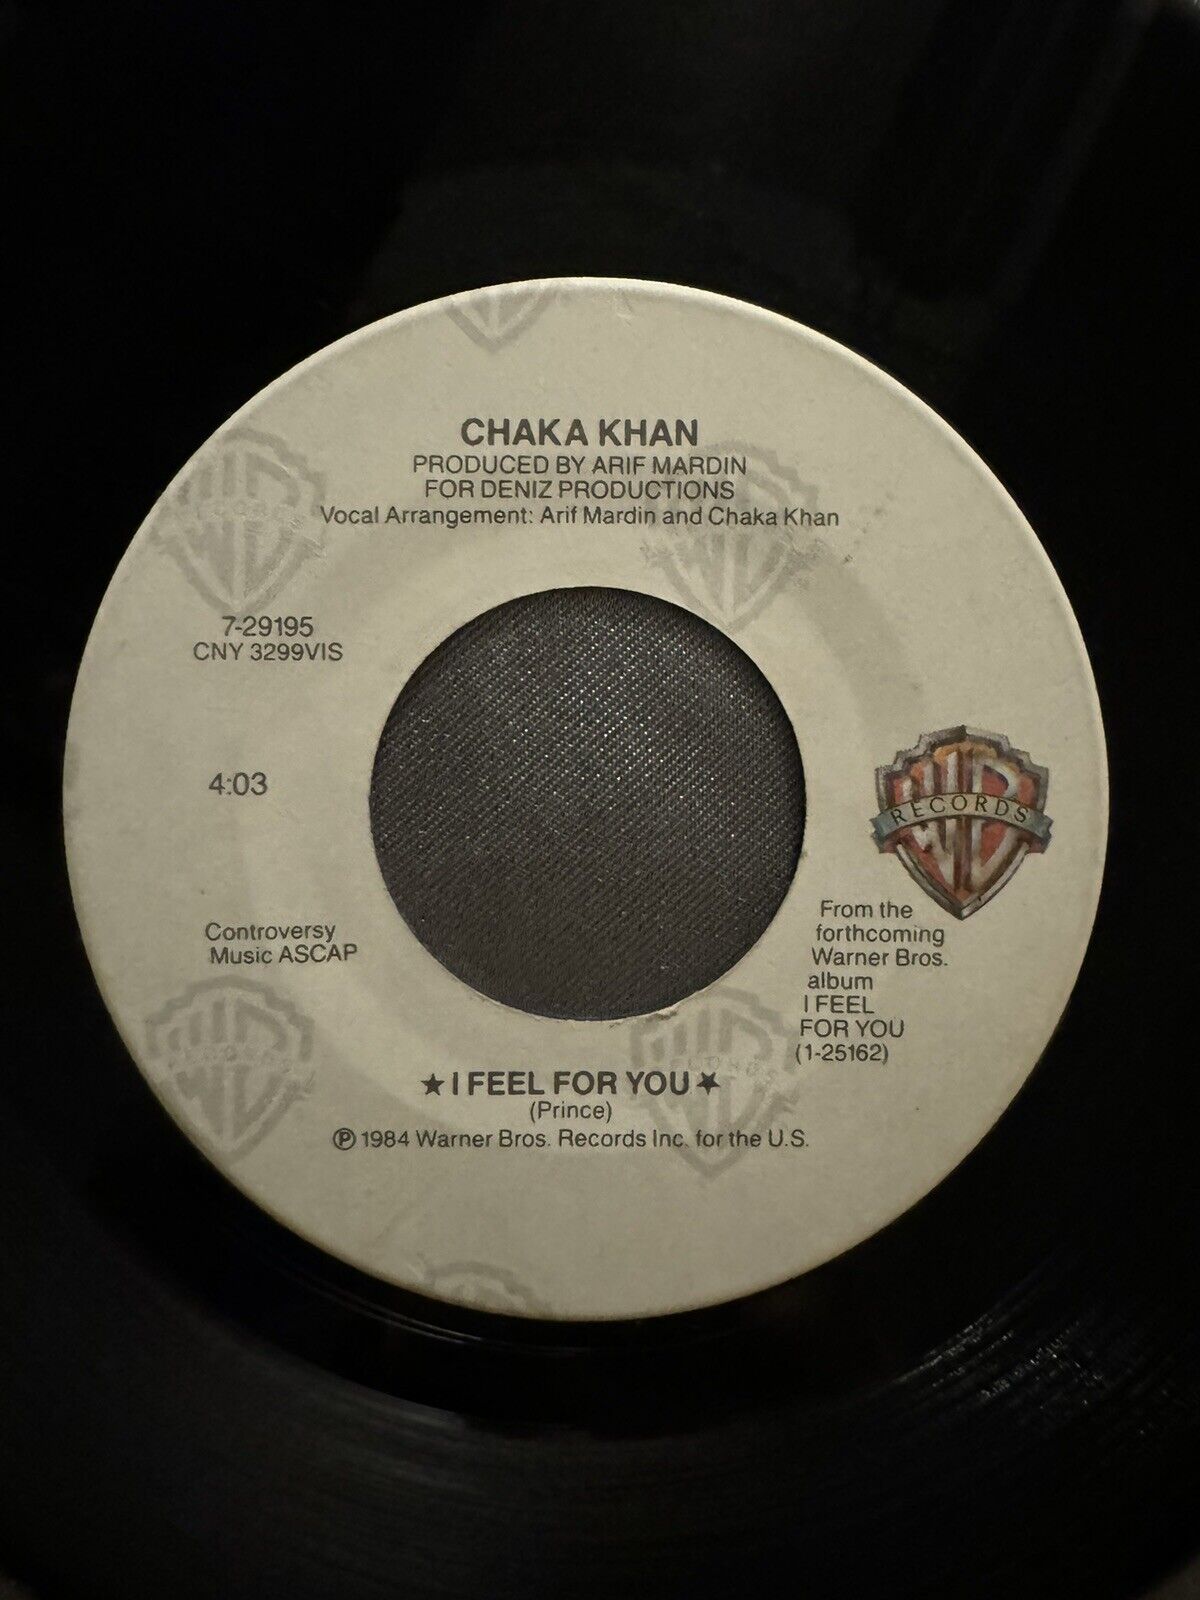 CHAKA KHAN
PRODUCED BY ARIF MARDIN
FOR DENIZ PRODUCTIONS
Vocal Arrangement: Arif Mardin and Chaka Khan
7-29195
CNY 3299VIS
4:03
RECORDS
Controversy
Music ASCAP
From the
forthcoming
Warner Bros.
album
I FEEL
FOR YOU
(1-25162)
★ I FEEL FOR YOU ★
(Prince)
℗ 1984 Warner Bros. Records Inc. for the U.S.